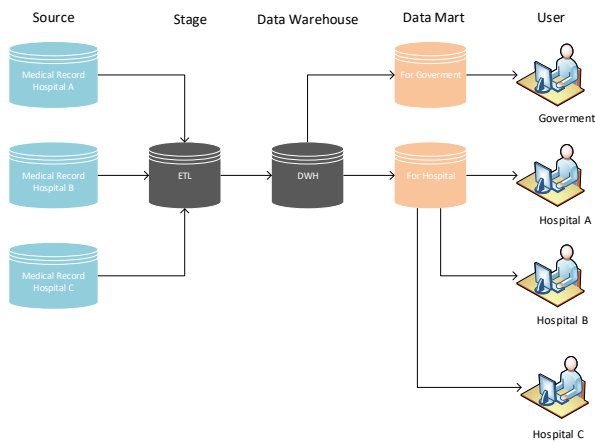 Source
Stage
Data Warehouse
Data Mart
User
Medical Record
Hospital A
For Goverment
Goverment
Medical Record
Hospital B
ETL
DWH
For Hospital
Hospital A
Medical Record
Hospital C
Hospital B
Hospital C